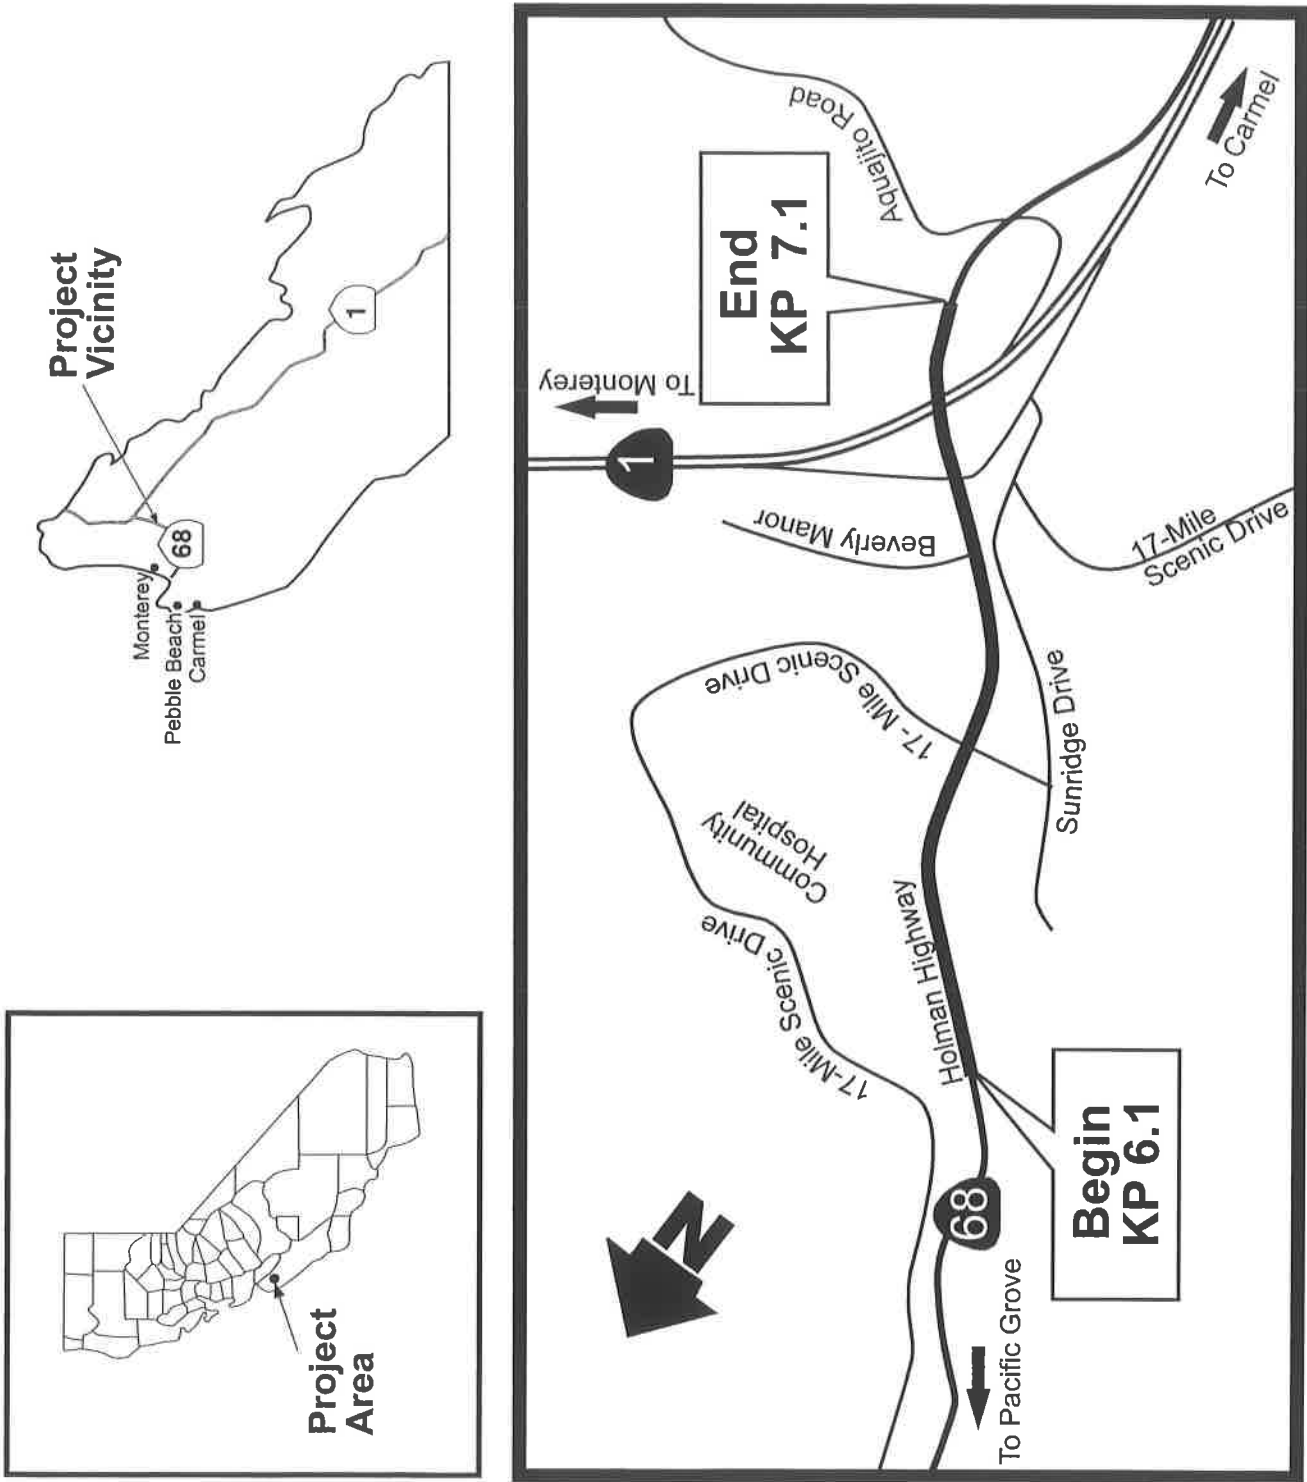 Project
Area
Project
Vicinity
1
68
Monterey
Pebble Beach
Carmel
Aquajito Road
To Carmel
End
KP 7.1
To Monterey
1
Beverly Manor
17-Mile
Scenic Drive
17- Mile Scenic Drive
Sunridge Drive
Community
Hospital
17-Mile Scenic Drive
Holman Highway
N
68
Begin
KP 6.1
To Pacific Grove